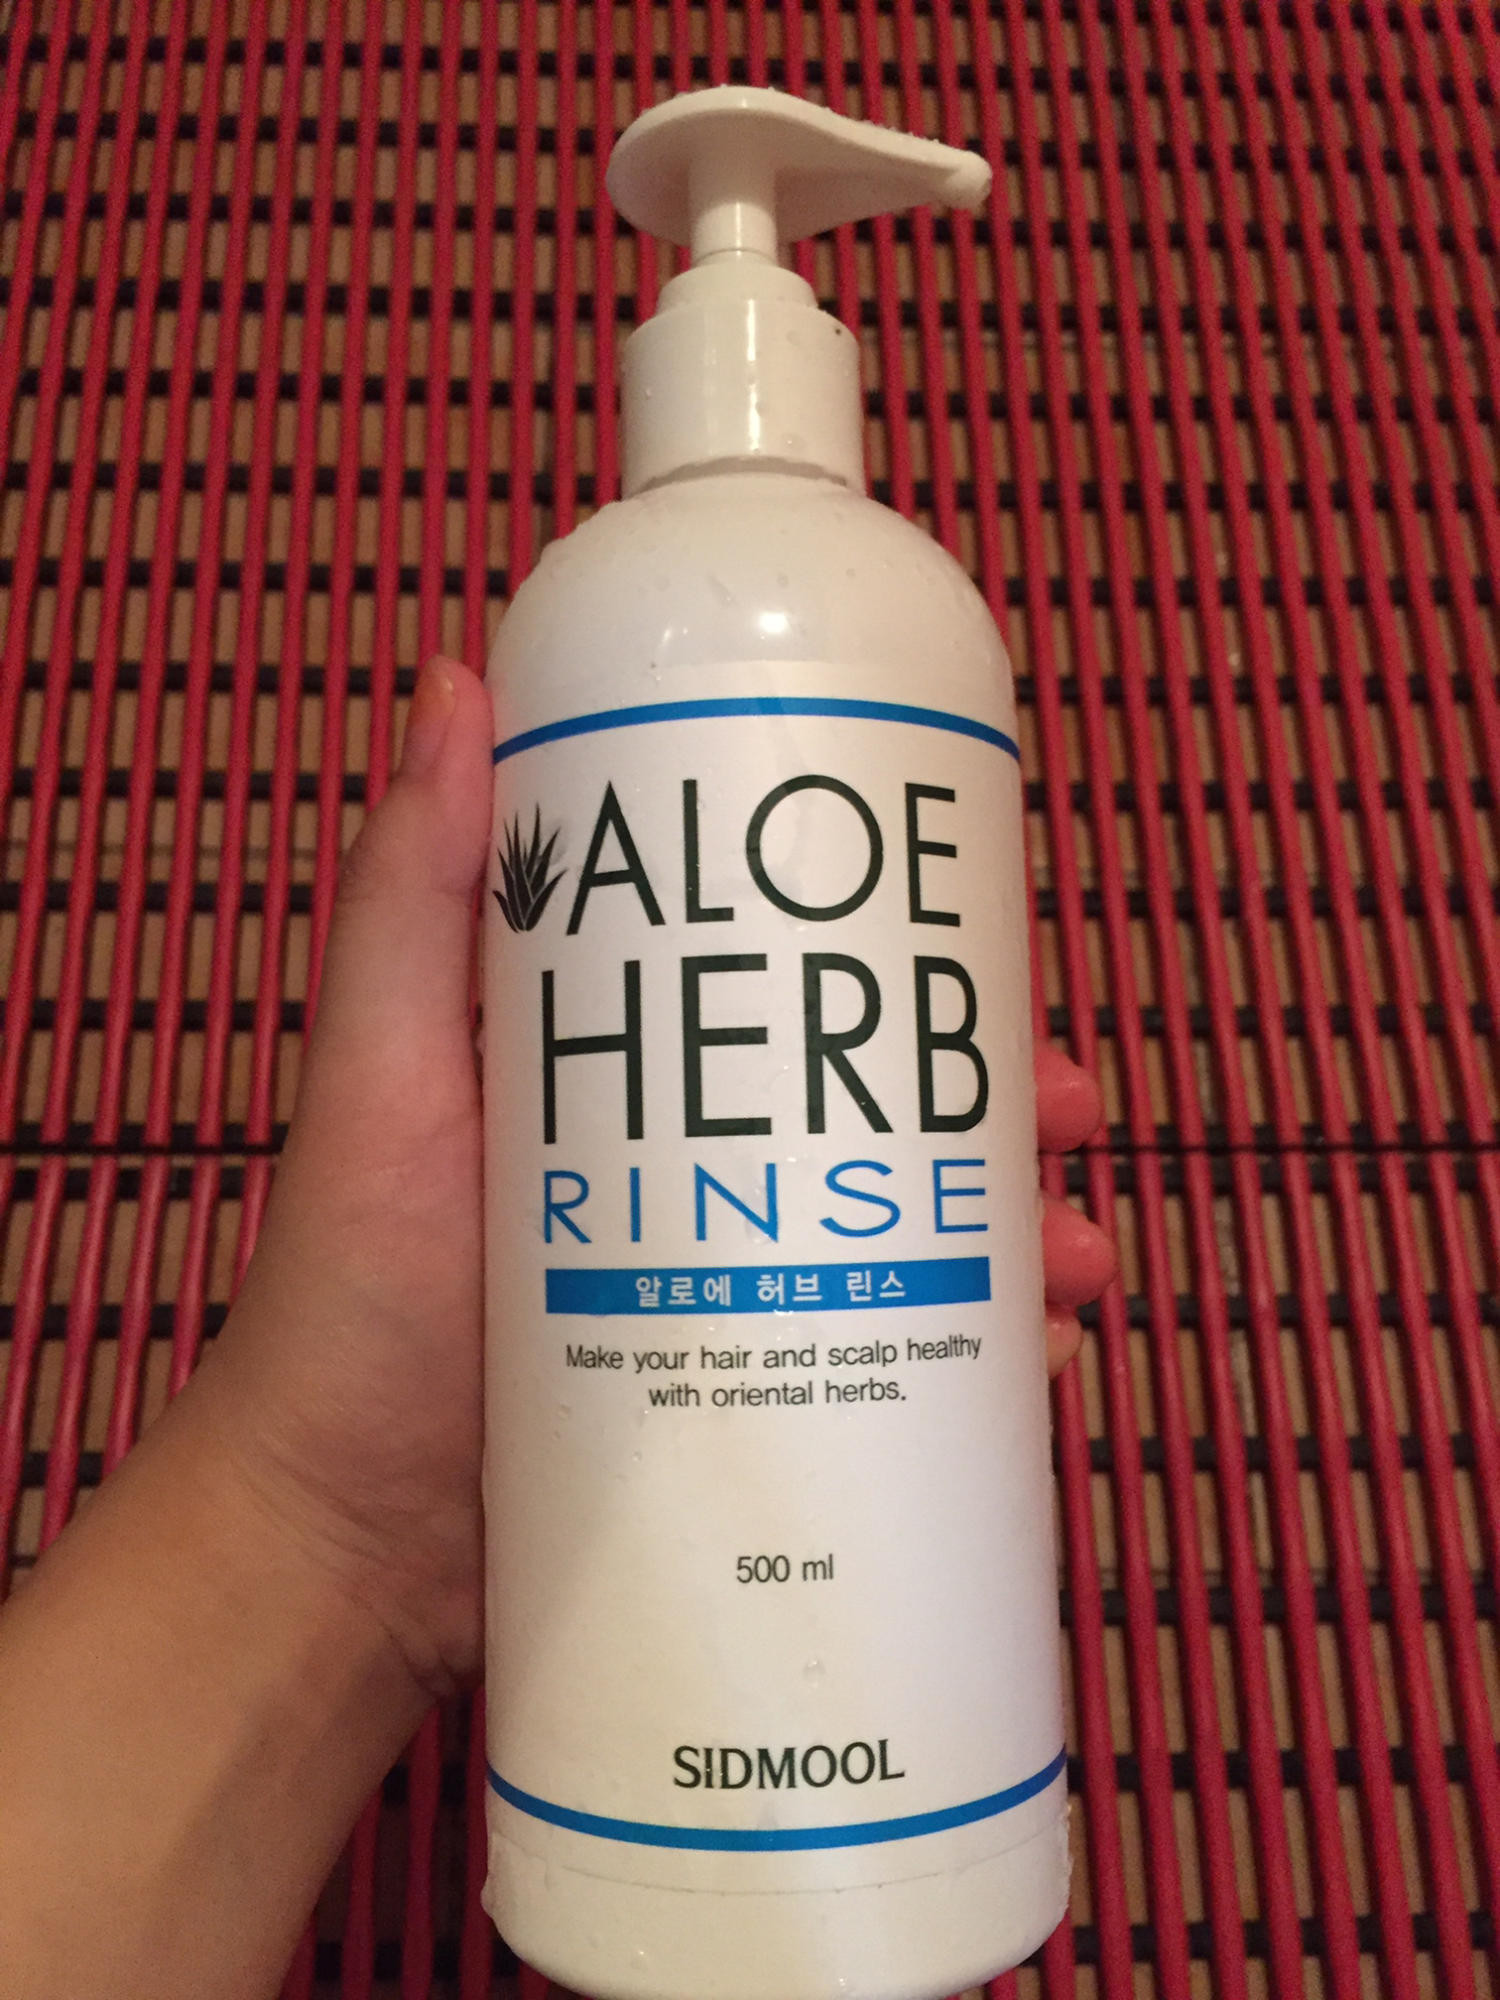 ALOE
HERB
RINSE
알로에 허브 린스
Make your hair and scalp healthy
with oriental herbs.
500 ml
SIDMOOL